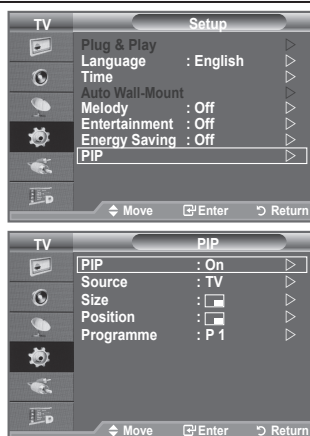 TV Setup
Plug & Play
Language : English
Time
Auto Wall-Mount
Melody : Off
Entertainment : Off
Energy Saving : Off
PIP
Move Enter Return
TV PIP
PIP : On
Source : TV
Size :
Position :
Programme : P 1
Move Enter Return